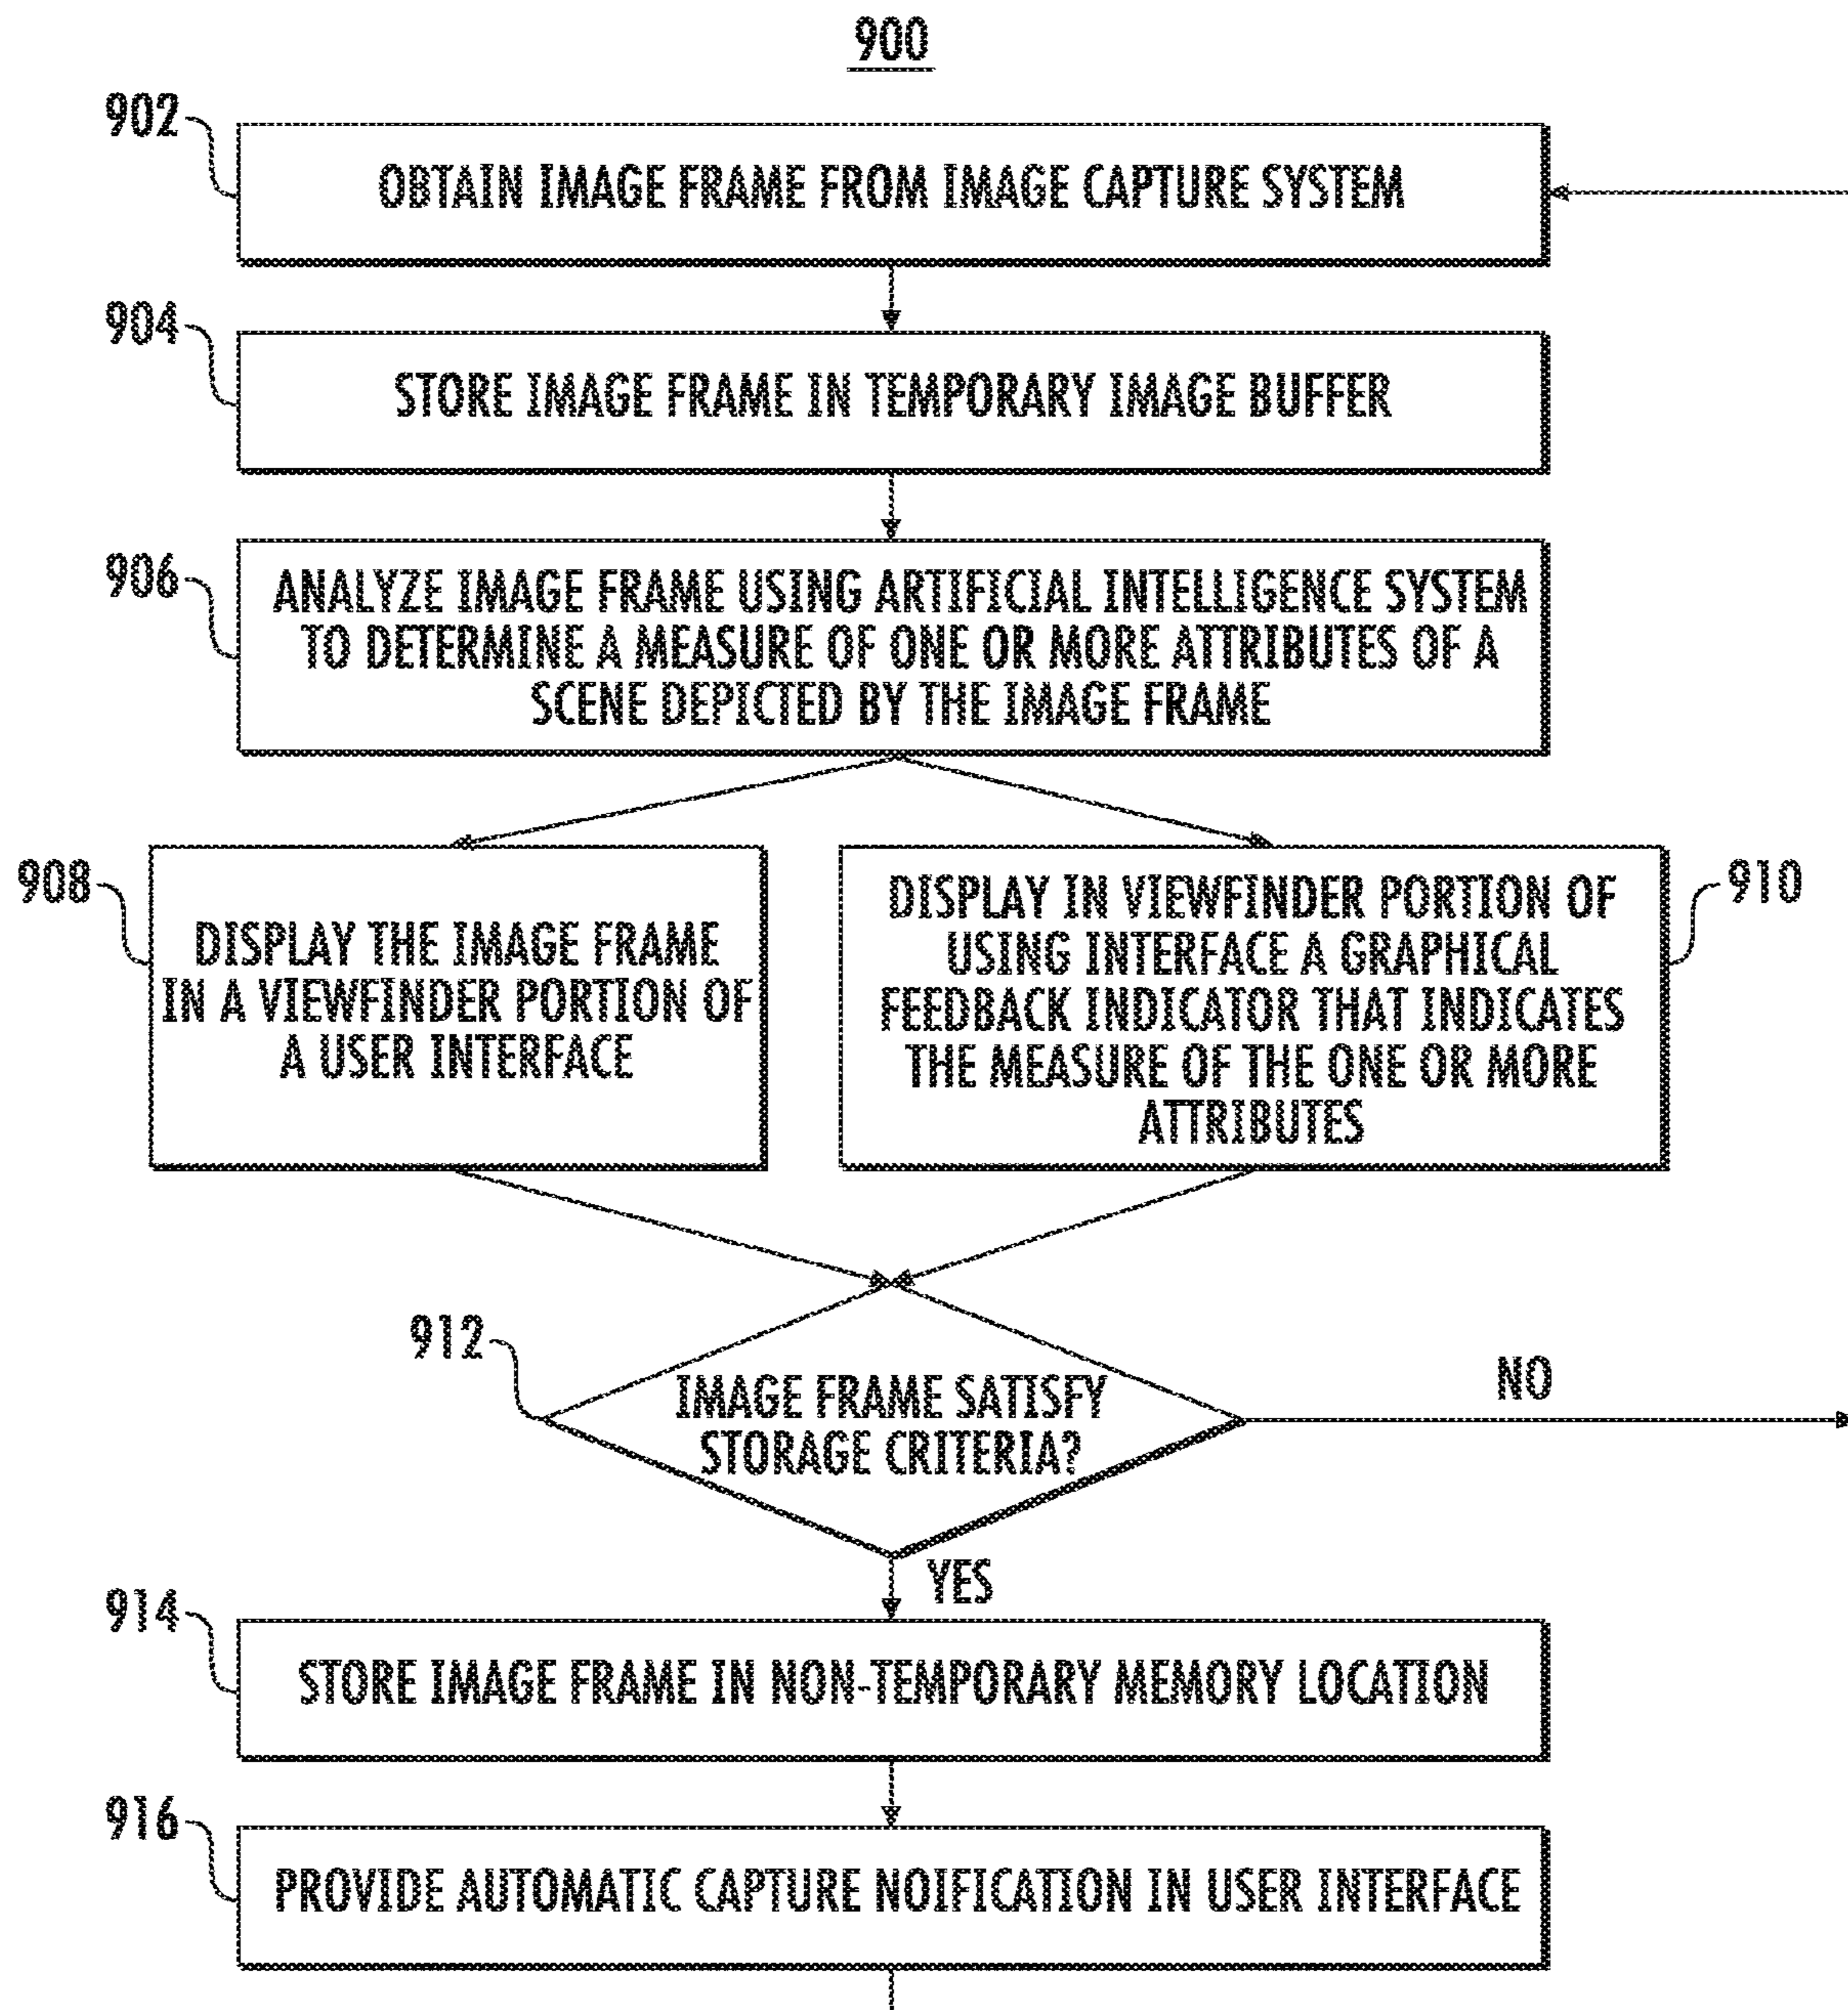 900
902
OBTAIN IMAGE FRAME FROM IMAGE CAPTURE SYSTEM
904
STORE IMAGE FRAME IN TEMPORARY IMAGE BUFFER
906
ANALYZE IMAGE FRAME USING ARTIFICIAL INTELLIGENCE SYSTEM
TO DETERMINE A MEASURE OF ONE OR MORE ATTRIBUTES OF A
SCENE DEPICTED BY THE IMAGE FRAME
908
DISPLAY THE IMAGE FRAME
IN A VIEWFINDER PORTION OF
A USER INTERFACE
910
DISPLAY IN VIEWFINDER PORTION OF
USING INTERFACE A GRAPHICAL
FEEDBACK INDICATOR THAT INDICATES
THE MEASURE OF THE ONE OR MORE
ATTRIBUTES
912
IMAGE FRAME SATISFY
STORAGE CRITERIA?
NO
YES
914
STORE IMAGE FRAME IN NON-TEMPORARY MEMORY LOCATION
916
PROVIDE AUTOMATIC CAPTURE NOIFICATION IN USER INTERFACE